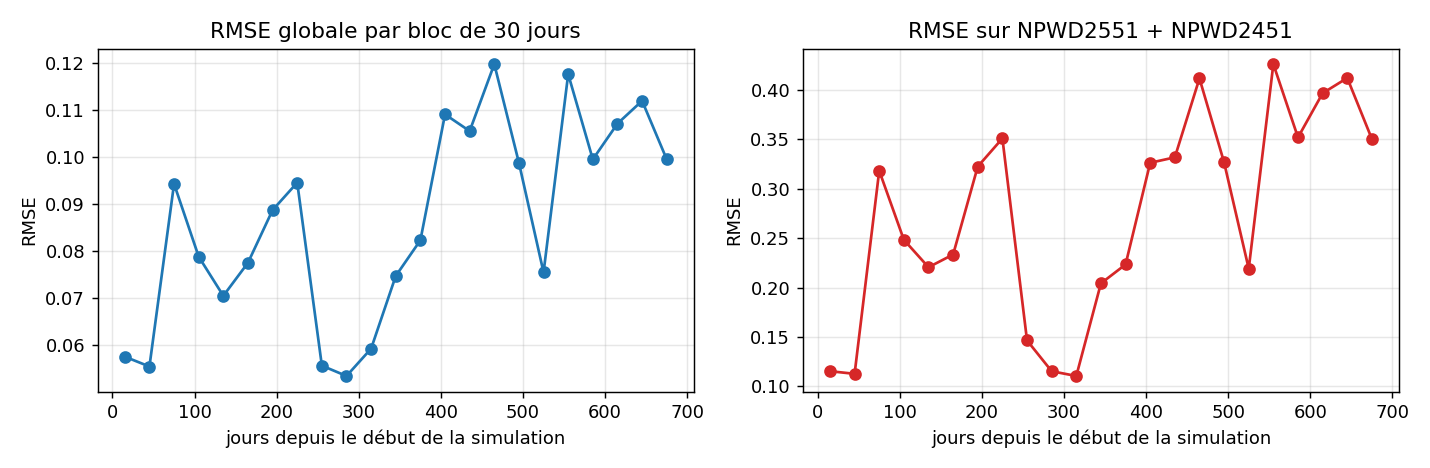 RMSE globale par bloc de 30 jours
RMSE
0.12
0.11
0.10
0.09
0.08
0.07
0.06
0 100 200 300 400 500 600 700
jours depuis le début de la simulation
RMSE sur NPWD2551 + NPWD2451
RMSE
0.40
0.35
0.30
0.25
0.20
0.15
0.10
0 100 200 300 400 500 600 700
jours depuis le début de la simulation